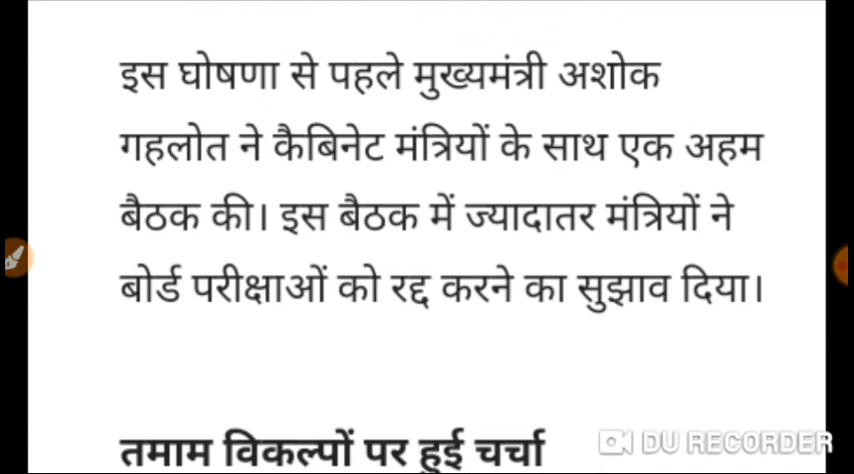 इस घोषणा से पहले मुख्यमंत्री अशोक
गहलोत ने कैबिनेट मंत्रियों के साथ एक अहम
बैठक की। इस बैठक में ज्यादातर मंत्रियों ने
बोर्ड परीक्षाओं को रद्द करने का सुझाव दिया।
तमाम विकल्पों पर हुई चर्चा
DU RECORDER